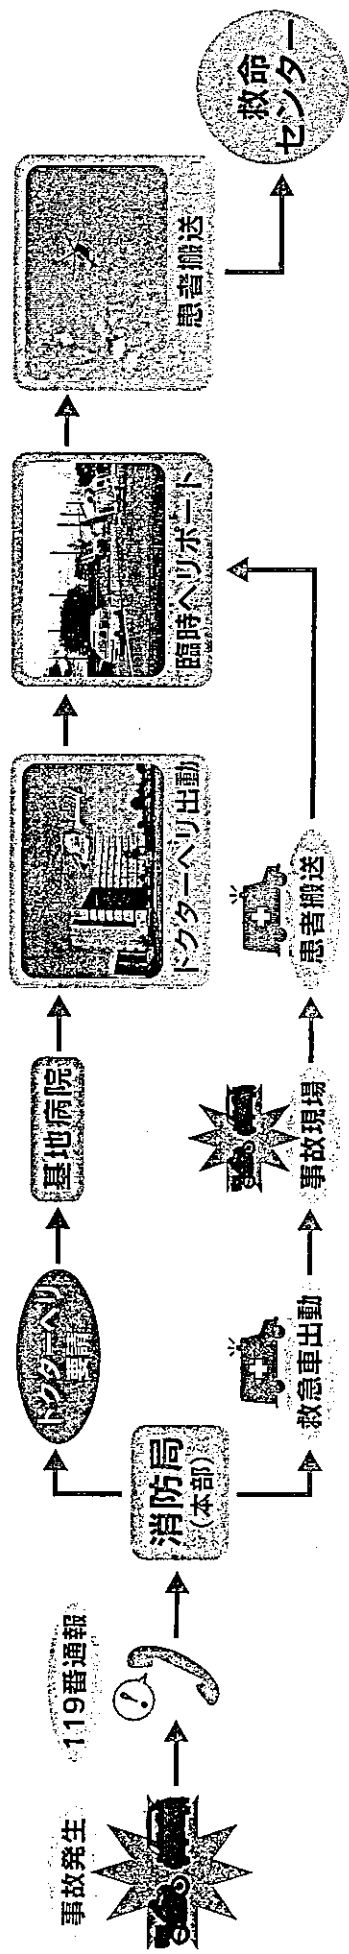 事故発生
119番通報
消防局
(本部)
ドクターヘリ
要請
基地病院
ドクターヘリ出動
臨時ヘリポート
患者搬送
救命
センター
救急車出動
事故現場
患者搬送